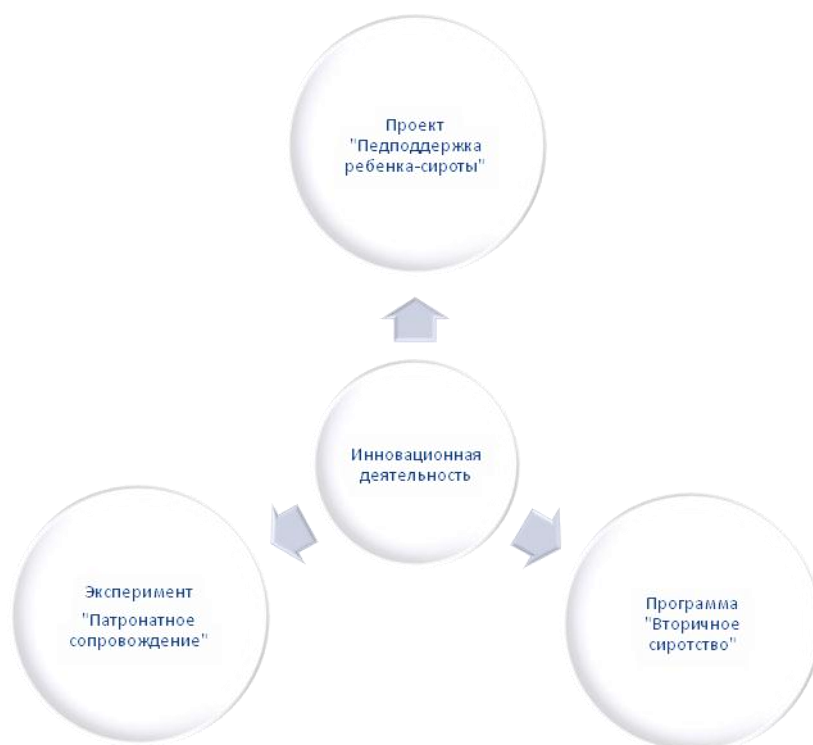 Проект
"Педподдержка
ребенка-сироты"
Инновационная
деятельность
Эксперимент
"Патронатное
сопровождение"
Программа
"Вторичное
сиротство"